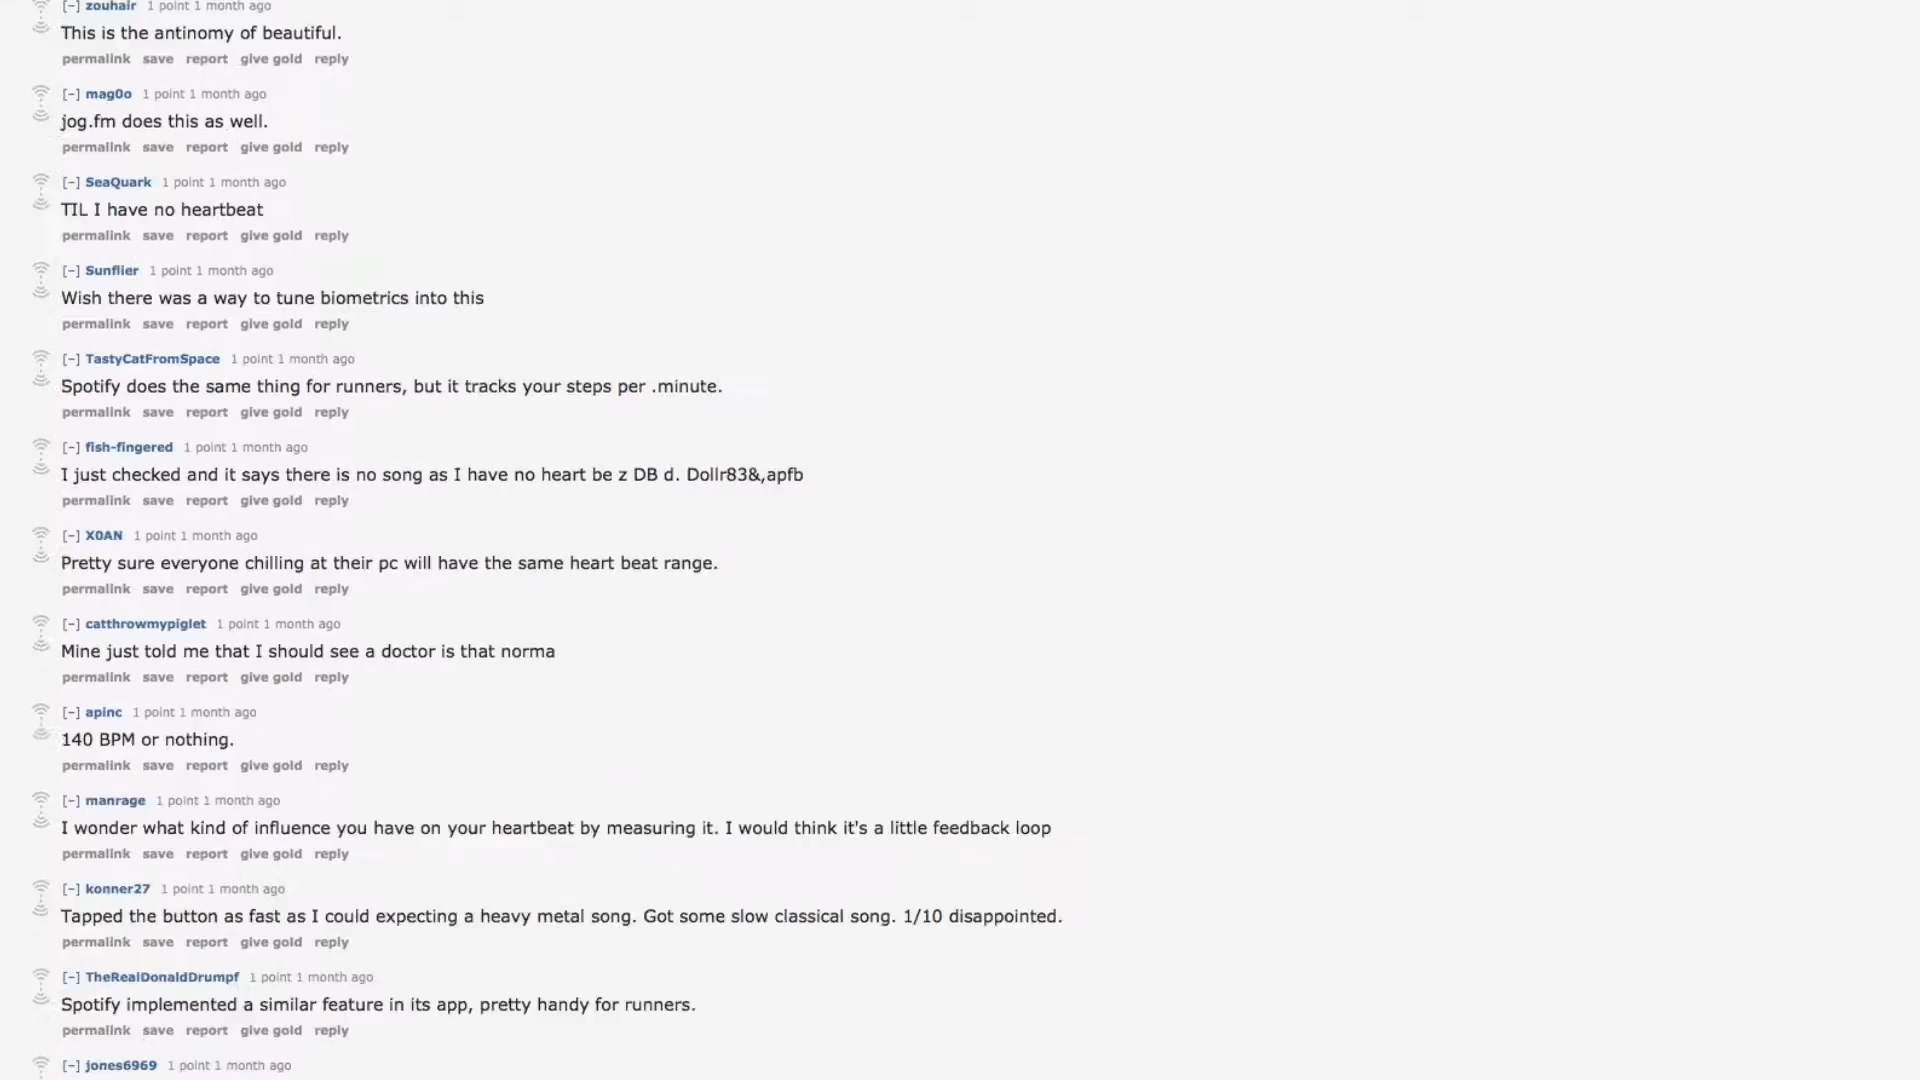 [-] zouhair 1 point 1 month ago
This is the antinomy of beautiful.
permalink save report give gold reply
[-] mag0o 1 point 1 month ago
jog.fm does this as well.
permalink save report give gold reply
[-] SeaQuark 1 point 1 month ago
TIL I have no heartbeat
permalink save report give gold reply
[-] Sunflier 1 point 1 month ago
Wish there was a way to tune biometrics into this
permalink save report give gold reply
[-] TastyCatFromSpace 1 point 1 month ago
Spotify does the same thing for runners, but it tracks your steps per .minute.
permalink save report give gold reply
[-] fish-fingered 1 point 1 month ago
I just checked and it says there is no song as I have no heart be z DB d. Dollr83&,apfb
permalink save report give gold reply
[-] X0AN 1 point 1 month ago
Pretty sure everyone chilling at their pc will have the same heart beat range.
permalink save report give gold reply
[-] catthrowmypiglet 1 point 1 month ago
Mine just told me that I should see a doctor is that norma
permalink save report give gold reply
[-] apinc 1 point 1 month ago
140 BPM or nothing.
permalink save report give gold reply
[-] manrage 1 point 1 month ago
I wonder what kind of influence you have on your heartbeat by measuring it. I would think it's a little feedback loop
permalink save report give gold reply
[-] konner27 1 point 1 month ago
Tapped the button as fast as I could expecting a heavy metal song. Got some slow classical song. 1/10 disappointed.
permalink save report give gold reply
[-] TheRealDonaldDrumpf 1 point 1 month ago
Spotify implemented a similar feature in its app, pretty handy for runners.
permalink save report give gold reply
[-] jones6969 1 point 1 month ago